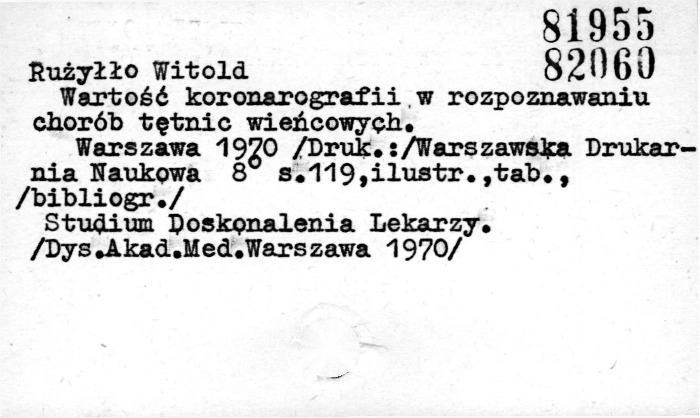 81955
82060
Rużyłło Witold
Wartość koronarografii w rozpoznawaniu
chorób tętnic wieńcowych.
Warszawa 1970 /Druk.:/Warszawska Drukar-
nia Naukowa 8° s.119,ilustr.,tab.,
/bibliogr./
Studium Doskonalenia Lekarzy.
/Dys.Akad.Med.Warszawa 1970/